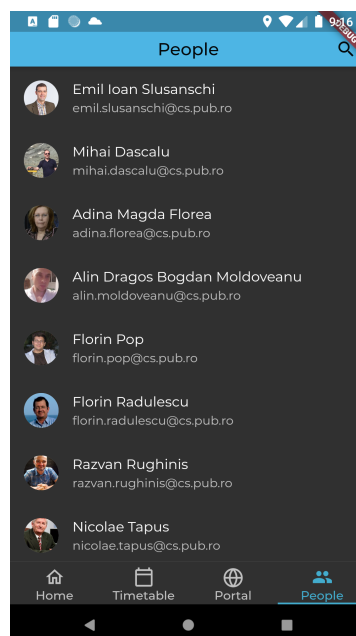 A
9:16
DEBUG
People
Emil Ioan Slusanschi
emil.slusanschi@cs.pub.ro
Mihai Dascalu
mihai.dascalu@cs.pub.ro
Adina Magda Florea
adina.florea@cs.pub.ro
Alin Dragos Bogdan Moldoveanu
alin.moldoveanu@cs.pub.ro
Florin Pop
florin.pop@cs.pub.ro
Florin Radulescu
florin.radulescu@cs.pub.ro
Razvan Rughinis
razvan.rughinis@cs.pub.ro
Nicolae Tapus
nicolae.tapus@cs.pub.ro
Home Timetable Portal People